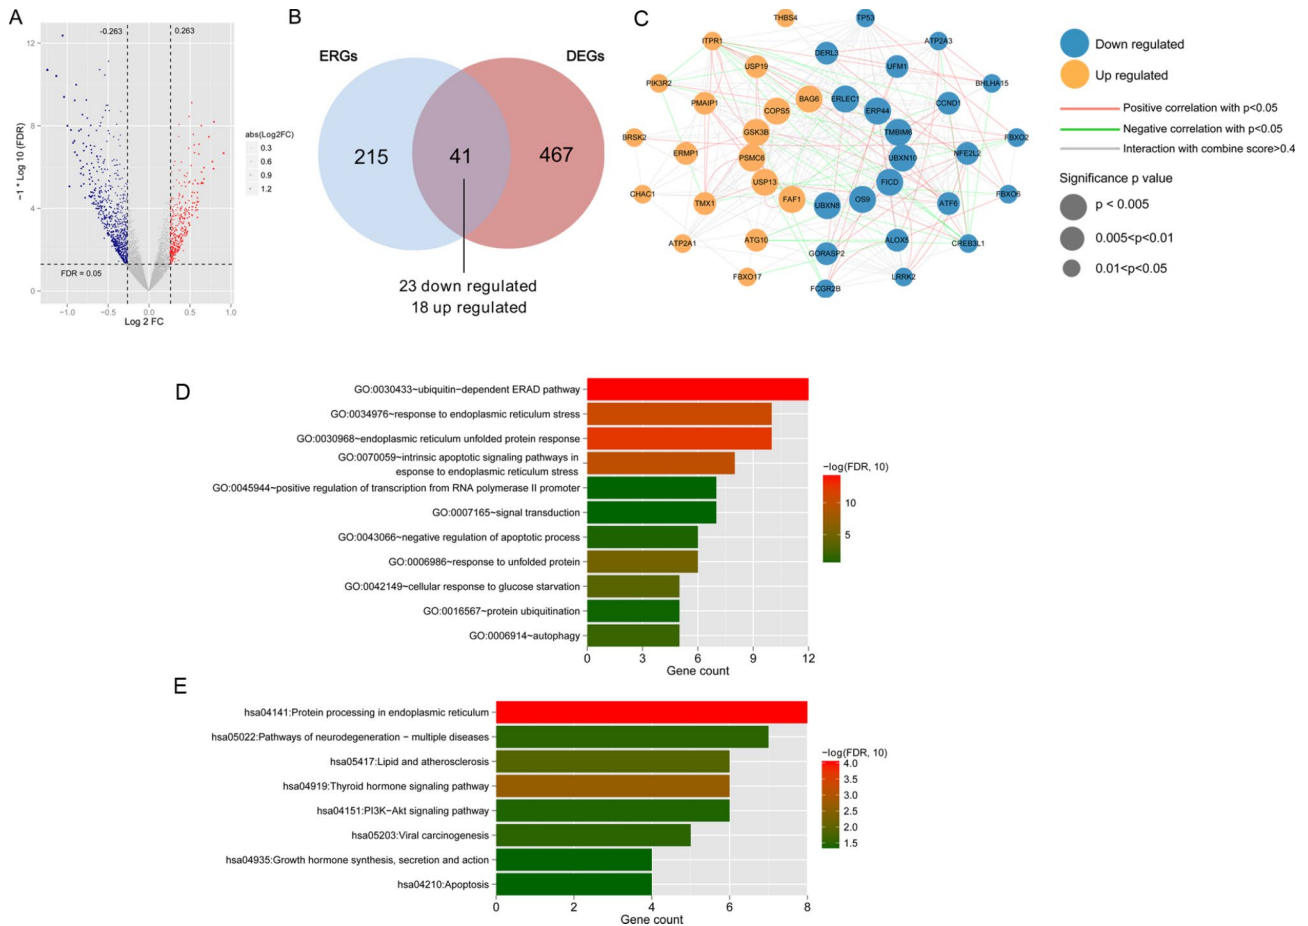 A
-0.263
0.263
12
8
4
0
−1 * Log 10 (FDR)
FDR = 0.05
−1.0
−0.5
0.0
0.5
1.0
Log 2 FC
abs(Log2FC)
0.3
0.6
0.9
1.2
B
ERGs
DEGs
215
41
467
23 down regulated
18 up regulated
C
THBS4
TP53
ITPR1
ATP2A3
DERL3
USP19
UFM1
PIK3R2
BHLHA15
BAG6
ERLEC1
PMAIP1
CCND1
COPS5
ERP44
BRSK2
GSK3B
TMBIM6
FBXO2
ERMP1
PSMC6
UBXN10
NFE2L2
USP13
FICD
CHAC1
FBXO6
TMX1
FAF1
UBXN8
OS9
ATF6
ATP2A1
ATG10
ALOX5
CREB3L1
GORASP2
FBXO17
LRRK2
FCGR2B
Down regulated
Up regulated
Positive correlation with p<0.05
Negative correlation with p<0.05
Interaction with combine score>0.4
Significance p value
p < 0.005
0.005<p<0.01
0.01<p<0.05
D
GO:0030433~ubiquitin−dependent ERAD pathway
GO:0034976~response to endoplasmic reticulum stress
GO:0030968~endoplasmic reticulum unfolded protein response
GO:0070059~intrinsic apoptotic signaling pathways in
esponse to endoplasmic reticulum stress
GO:0045944~positive regulation of transcription from RNA polymerase II promoter
GO:0007165~signal transduction
GO:0043066~negative regulation of apoptotic process
GO:0006986~response to unfolded protein
GO:0042149~cellular response to glucose starvation
GO:0016567~protein ubiquitination
GO:0006914~autophagy
0
3
6
9
12
Gene count
−log(FDR, 10)
10
5
E
hsa04141:Protein processing in endoplasmic reticulum
hsa05022:Pathways of neurodegeneration − multiple diseases
hsa05417:Lipid and atherosclerosis
hsa04919:Thyroid hormone signaling pathway
hsa04151:PI3K−Akt signaling pathway
hsa05203:Viral carcinogenesis
hsa04935:Growth hormone synthesis, secretion and action
hsa04210:Apoptosis
0
2
4
6
8
Gene count
−log(FDR, 10)
4.0
3.5
3.0
2.5
2.0
1.5